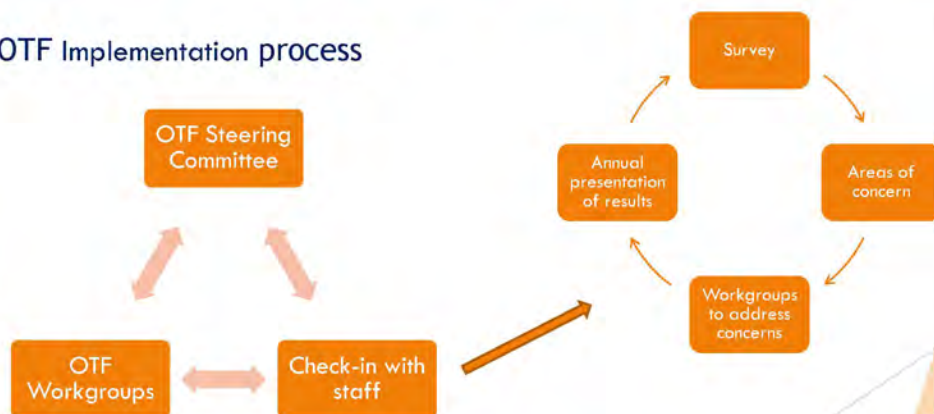 OTF Implementation process
OTF Steering
Committee
OTF
Workgroups
Check-in with
staff
Survey
Areas of
concern
Workgroups
to address
concerns
Annual
presentation
of results